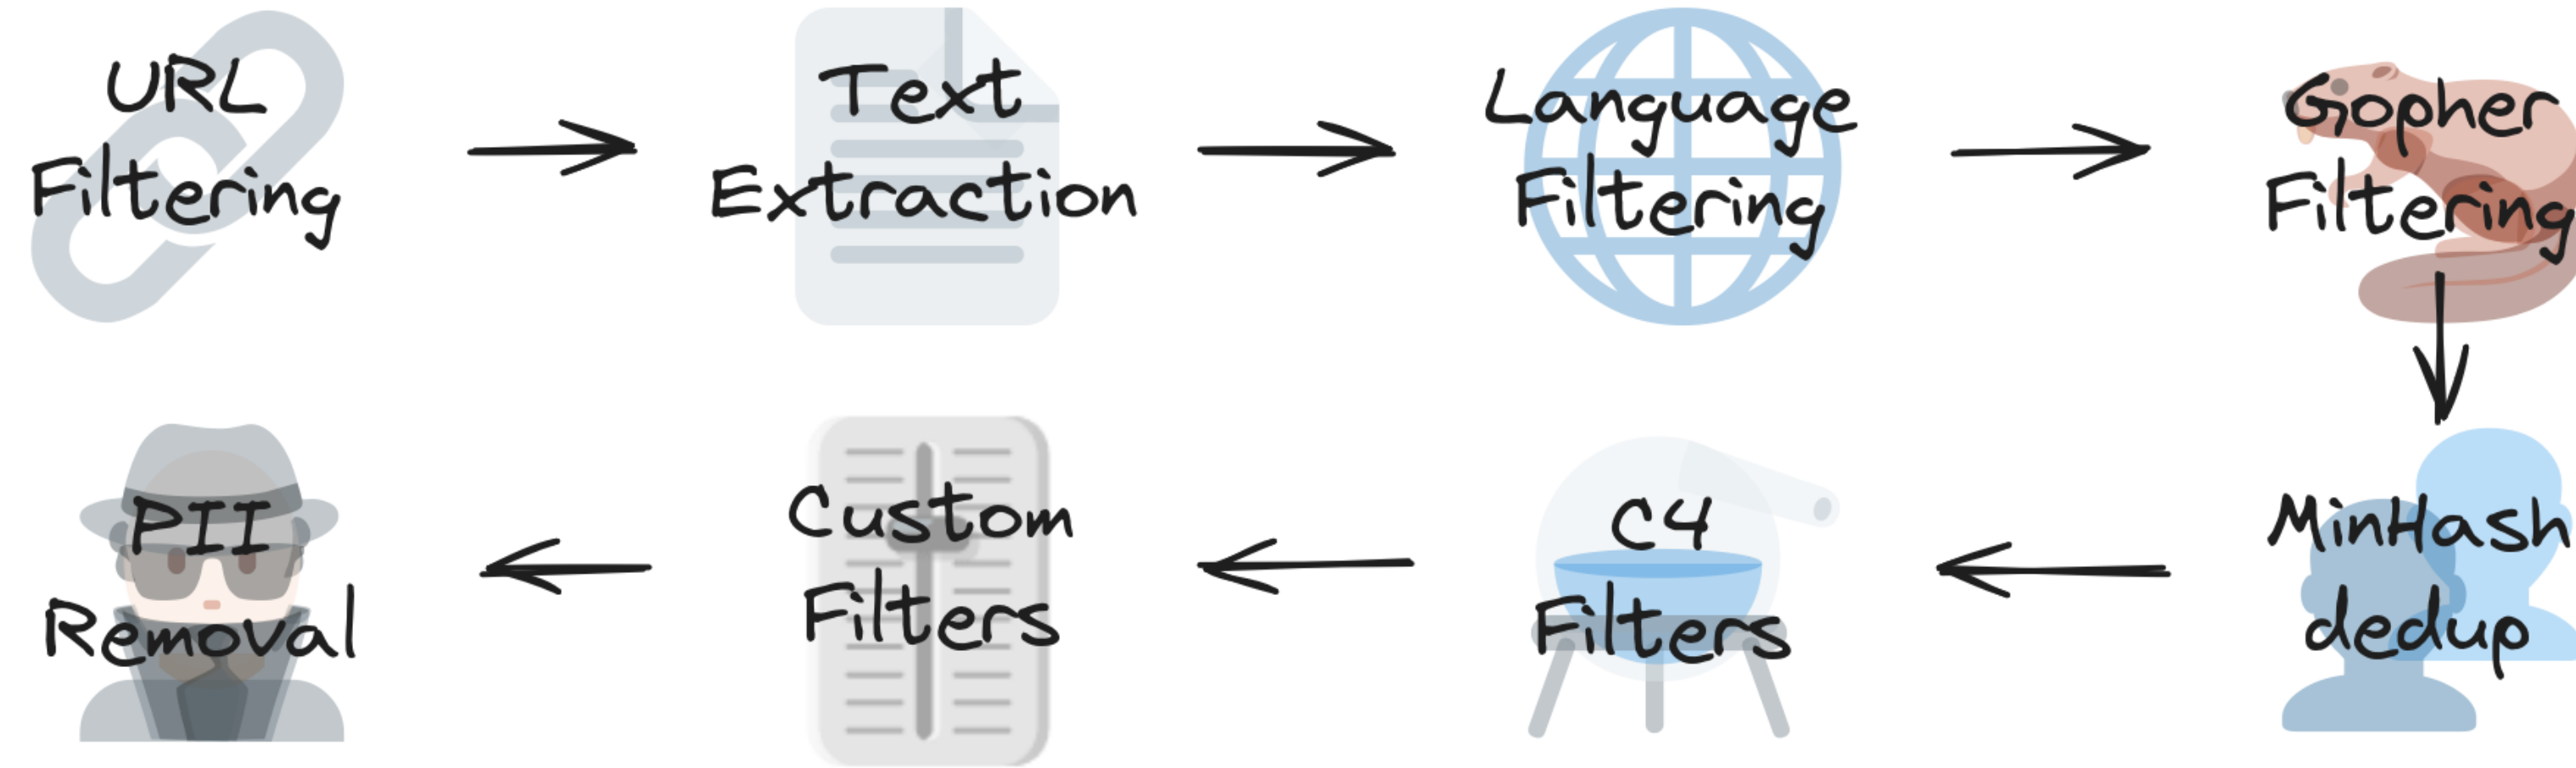 URL
Filtering
Text
Extraction
Language
Filtering
Gopher
Filtering
MinHash
dedup
C4
Filters
Custom
Filters
PII
Removal